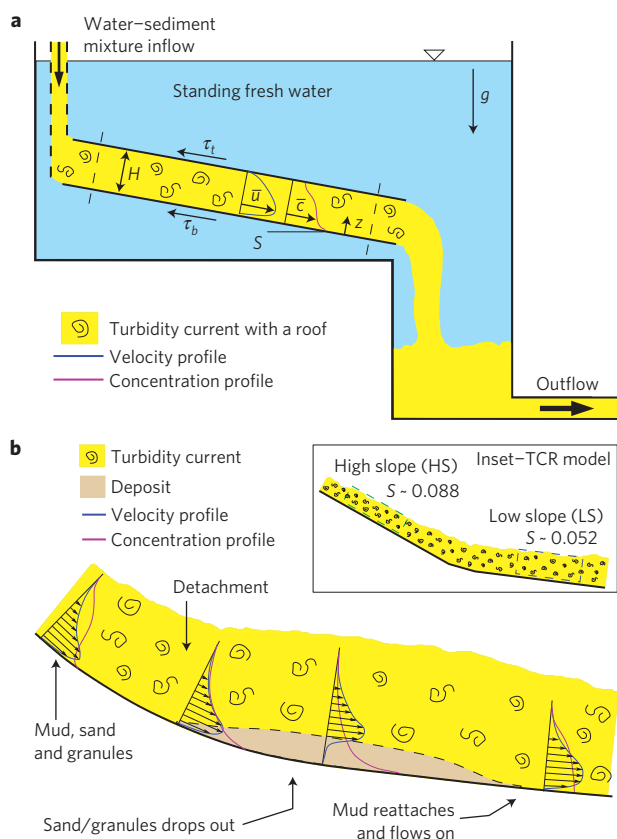 a
Water–sediment
mixture inflow
Standing fresh water
g
τt
H
u̅
c̅
z
τb
S
Turbidity current with a roof
Velocity profile
Concentration profile
Outflow
b
Turbidity current
Deposit
Velocity profile
Concentration profile
Inset–TCR model
High slope (HS)
S ~ 0.088
Low slope (LS)
S ~ 0.052
Detachment
Mud, sand
and granules
Sand/granules drops out
Mud reattaches
and flows on